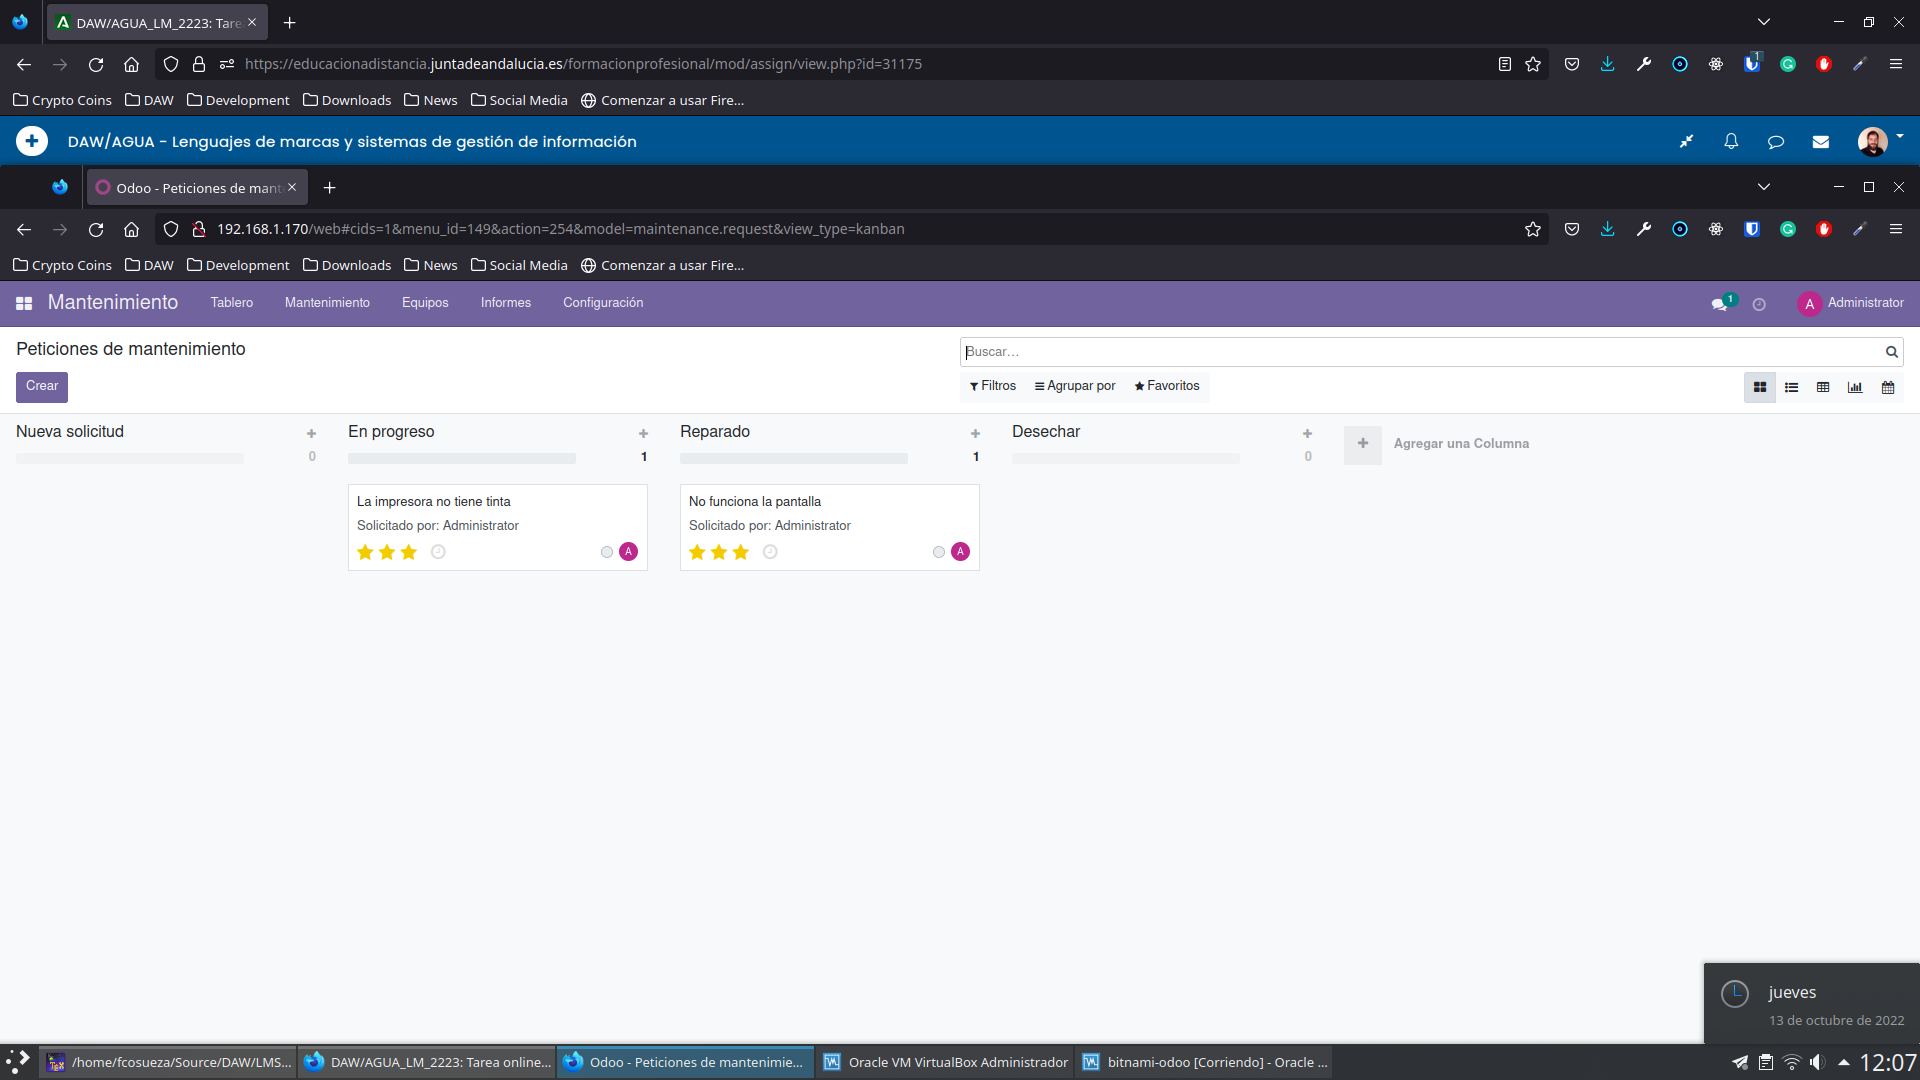 DAW/AGUA_LM_2223: Tare
https://educacionadistancia.juntadeandalucia.es/formacionprofesional/mod/assign/view.php?id=31175
1
Crypto Coins DAW Development Downloads News Social Media Comenzar a usar Fire...
DAW/AGUA - Lenguajes de marcas y sistemas de gestión de información
Odoo - Peticiones de mant
192.168.1.170/web#cids=1&menu_id=149&action=254&model=maintenance.request&view_type=kanban
Crypto Coins DAW Development Downloads News Social Media Comenzar a usar Fire...
Mantenimiento Tablero Mantenimiento Equipos Informes Configuración 1 A Administrator
Peticiones de mantenimiento
Buscar...
Crear
Filtros Agrupar por Favoritos
Nueva solicitud
0
En progreso
1
La impresora no tiene tinta
Solicitado por: Administrator
A
Reparado
1
No funciona la pantalla
Solicitado por: Administrator
A
Desechar
0
Agregar una Columna
jueves
13 de octubre de 2022
/home/fcosueza/Source/DAW/LMS... DAW/AGUA_LM_2223: Tarea online... Odoo - Peticiones de mantenimie... Oracle VM VirtualBox Administrador bitnami-odoo [Corriendo] - Oracle ... 12:07